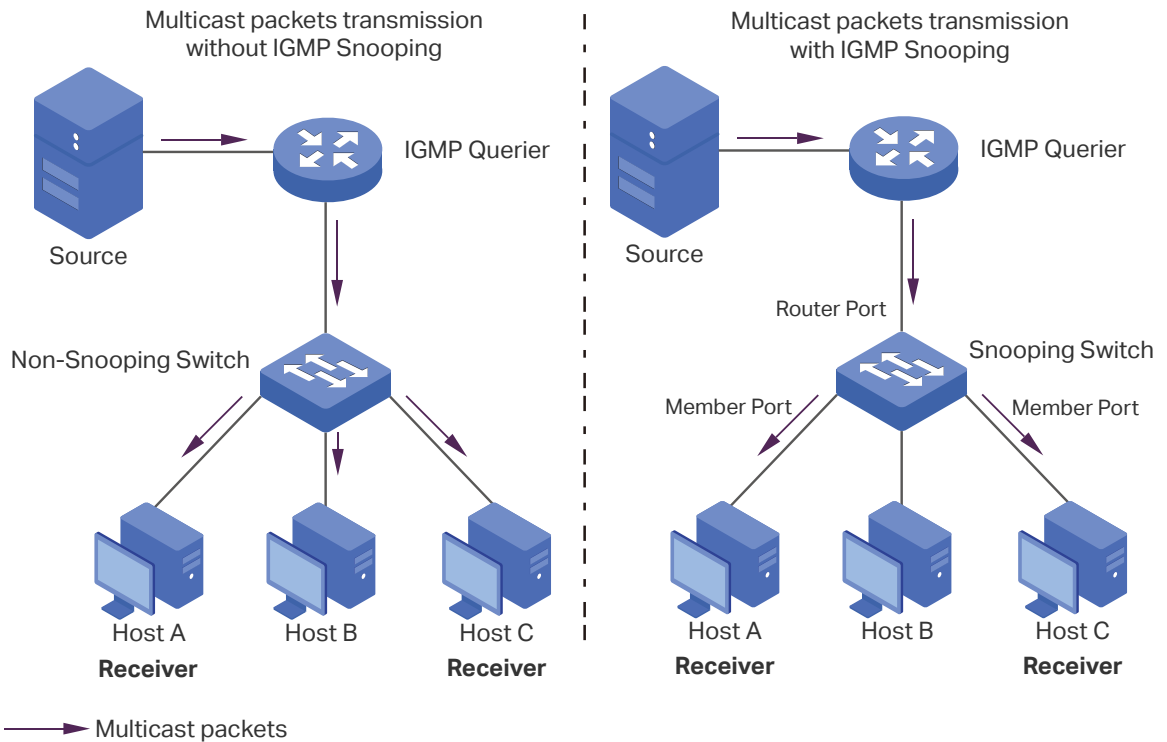 Multicast packets transmission
without IGMP Snooping
IGMP Querier
Source
Non-Snooping Switch
Host A
Receiver
Host B
Host C
Receiver
Multicast packets transmission
with IGMP Snooping
IGMP Querier
Source
Router Port
Snooping Switch
Member Port
Member Port
Host A
Receiver
Host B
Host C
Receiver
Multicast packets